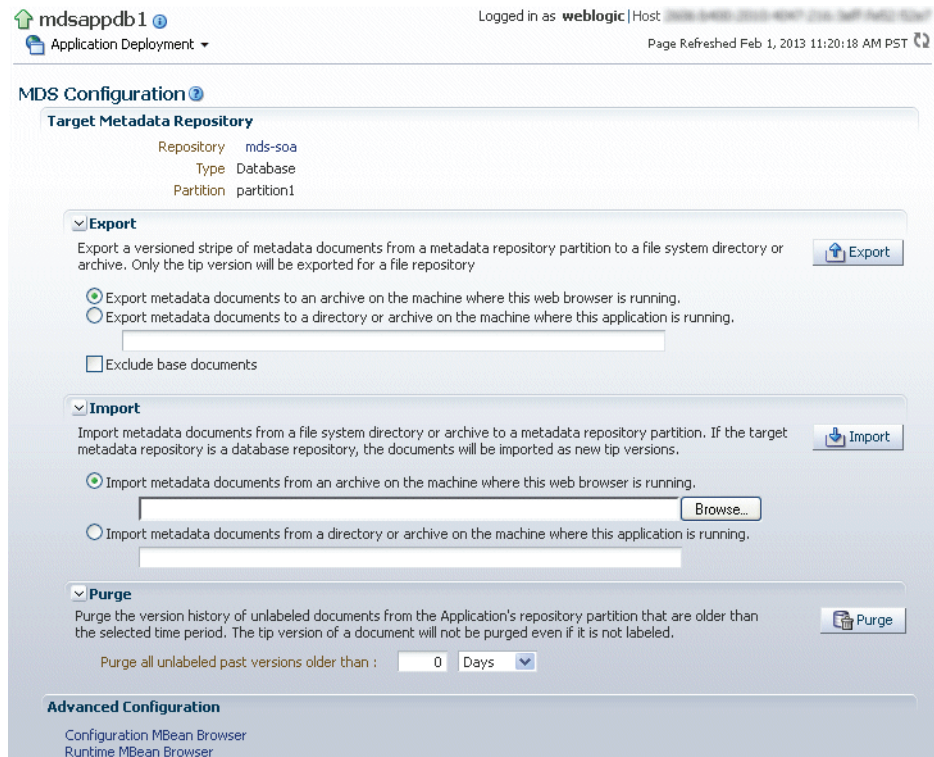 mdsappdb1
Logged in as weblogic|Host
Application Deployment
Page Refreshed Feb 1, 2013 11:20:18 AM PST
MDS Configuration
Target Metadata Repository
Repository mds-soa
Type Database
Partition partition1
Export
Export a versioned stripe of metadata documents from a metadata repository partition to a file system directory or
archive. Only the tip version will be exported for a file repository
Export
Export metadata documents to an archive on the machine where this web browser is running.
Export metadata documents to a directory or archive on the machine where this application is running.
Exclude base documents
Import
Import metadata documents from a file system directory or archive to a metadata repository partition. If the target
metadata repository is a database repository, the documents will be imported as new tip versions.
Import
Import metadata documents from an archive on the machine where this web browser is running.
Browse...
Import metadata documents from a directory or archive on the machine where this application is running.
Purge
Purge the version history of unlabeled documents from the Application's repository partition that are older than
the selected time period. The tip version of a document will not be purged even if it is not labeled.
Purge
Purge all unlabeled past versions older than : 0 Days
Advanced Configuration
Configuration MBean Browser
Runtime MBean Browser